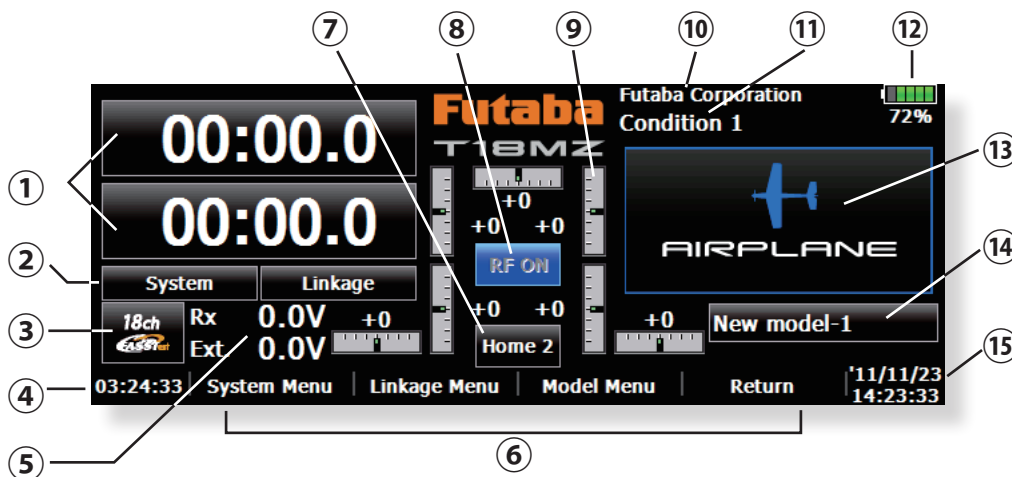 ⑦ ⑧ ⑨ ⑩ ⑪ ⑫
Futaba Corporation
Condition 1
72%
Futaba
T18MZ
00:00.0
00:00.0
①
⑬
+0
+0 +0
RF ON
AIRPLANE
②
System Linkage
⑭
③
18ch
FASSTest
Rx 0.0V
Ext. 0.0V
+0
+0 +0
Home 2
+0
New model-1
⑮
④
03:24:33 System Menu Linkage Menu Model Menu Return '11/11/23
14:23:33
⑤
⑥